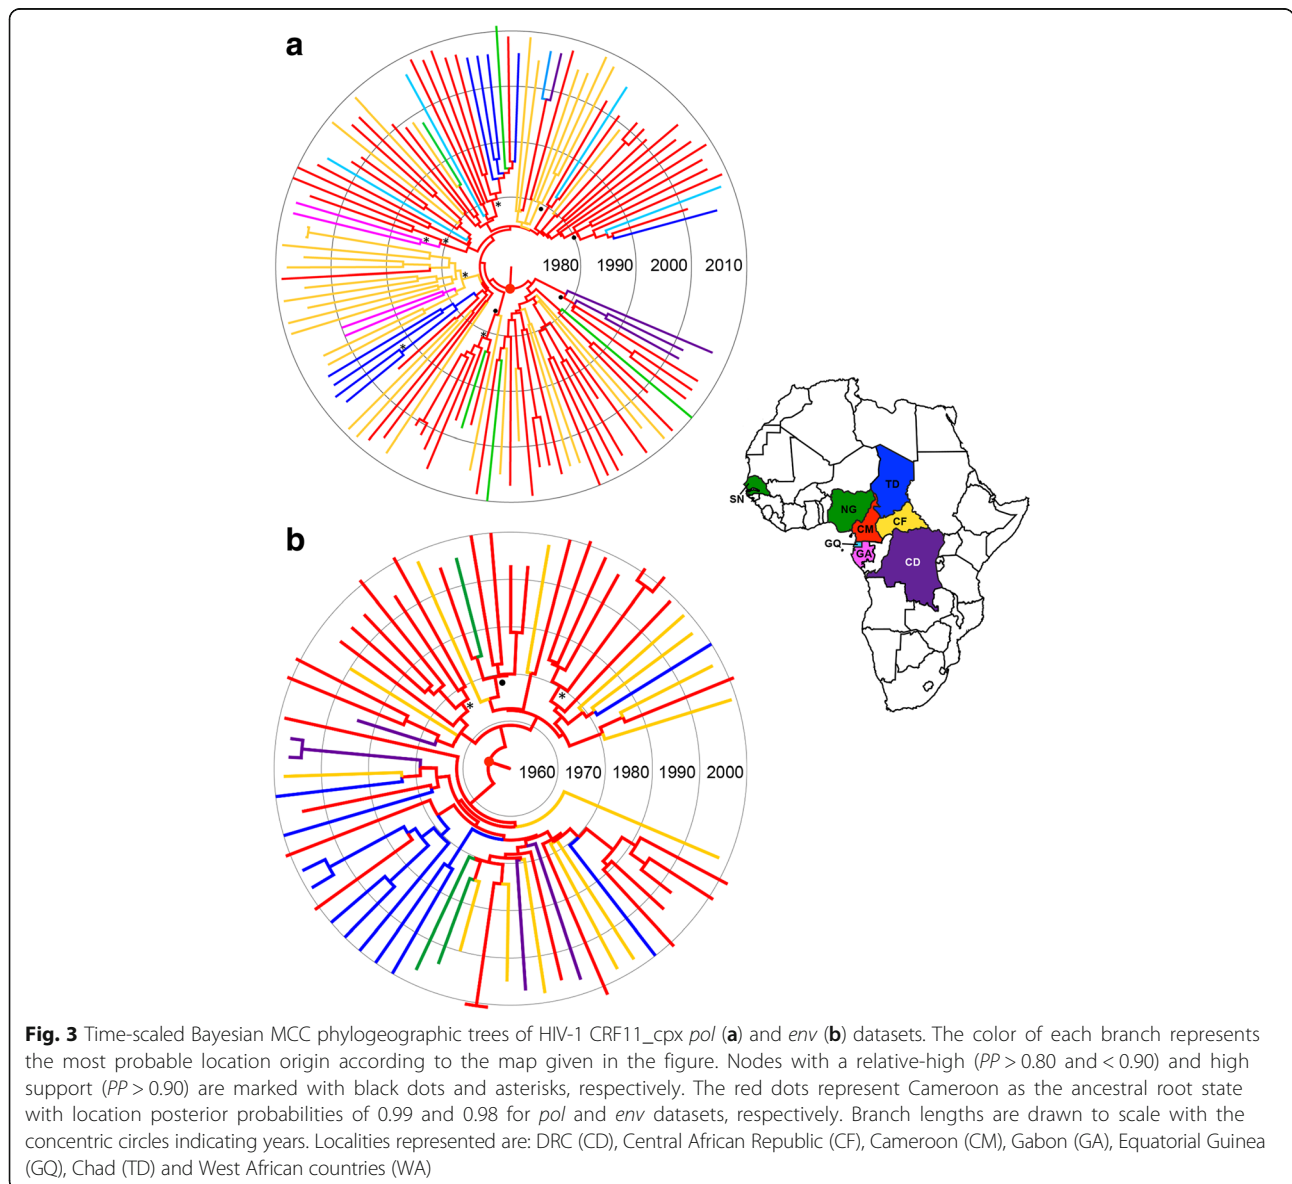 a
1980 1990 2000 2010
SN
NG
TD
CM
CF
GQ
GA
CD
b
1960 1970 1980 1990 2000
Fig. 3 Time-scaled Bayesian MCC phylogeographic trees of HIV-1 CRF11_cpx pol (a) and env (b) datasets. The color of each branch represents
the most probable location origin according to the map given in the figure. Nodes with a relative-high (PP > 0.80 and < 0.90) and high
support (PP > 0.90) are marked with black dots and asterisks, respectively. The red dots represent Cameroon as the ancestral root state
with location posterior probabilities of 0.99 and 0.98 for pol and env datasets, respectively. Branch lengths are drawn to scale with the
concentric circles indicating years. Localities represented are: DRC (CD), Central African Republic (CF), Cameroon (CM), Gabon (GA), Equatorial Guinea
(GQ), Chad (TD) and West African countries (WA)